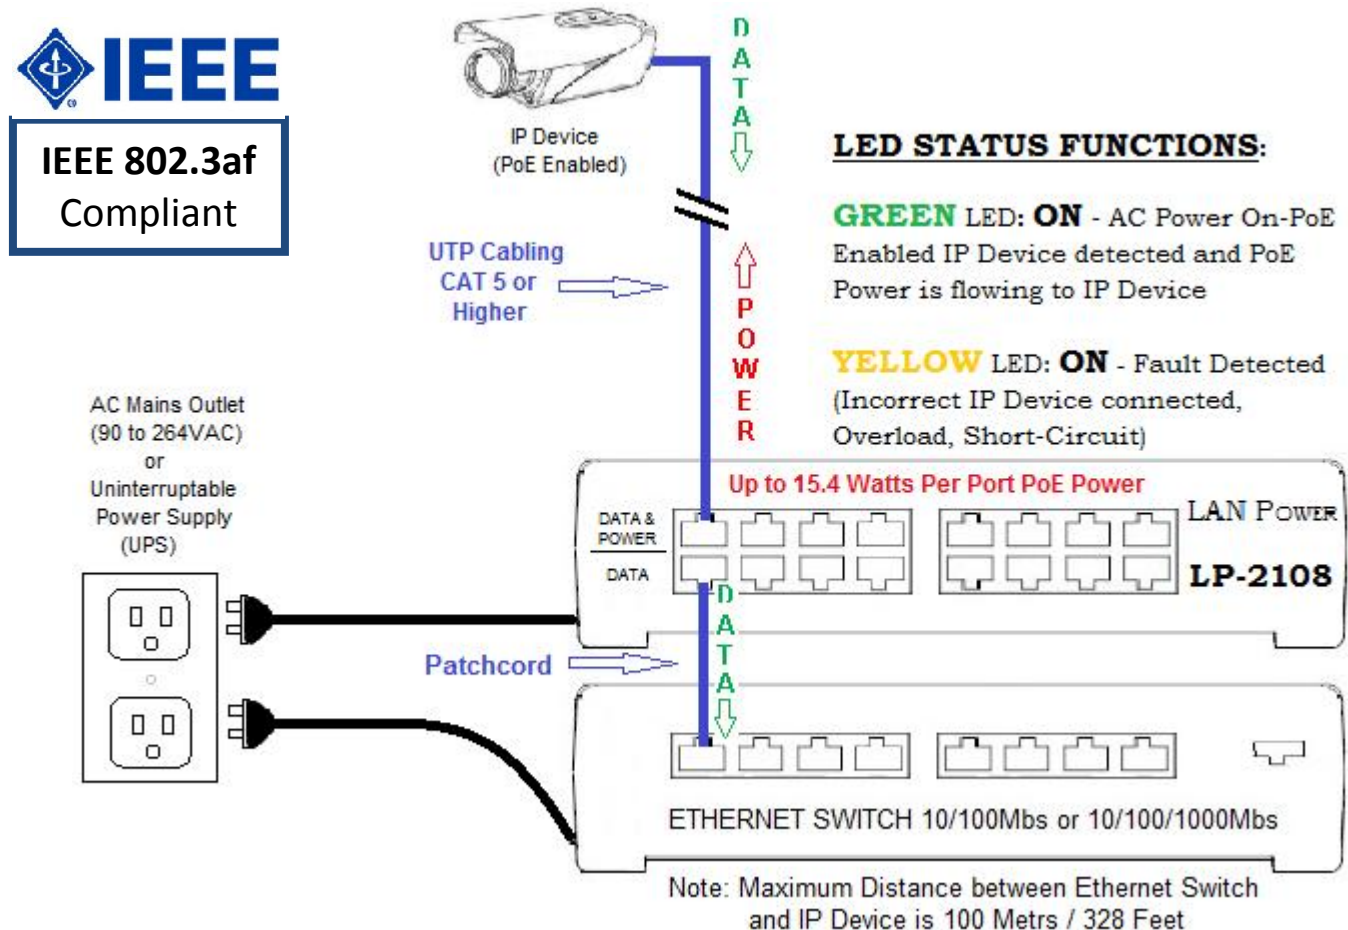 IEEE
IEEE 802.3af
Compliant
IP Device
(PoE Enabled)
DATA
LED STATUS FUNCTIONS:
GREEN LED: ON - AC Power On-PoE
Enabled IP Device detected and PoE
Power is flowing to IP Device
YELLOW LED: ON - Fault Detected
(Incorrect IP Device connected,
Overload, Short-Circuit)
UTP Cabling
CAT 5 or
Higher
POWER
AC Mains Outlet
(90 to 264VAC)
or
Uninterruptable
Power Supply
(UPS)
Up to 15.4 Watts Per Port PoE Power
DATA &
POWER
DATA
LAN POWER
LP-2108
DATA
Patchcord
ETHERNET SWITCH 10/100Mbs or 10/100/1000Mbs
Note: Maximum Distance between Ethernet Switch
and IP Device is 100 Metrs / 328 Feet